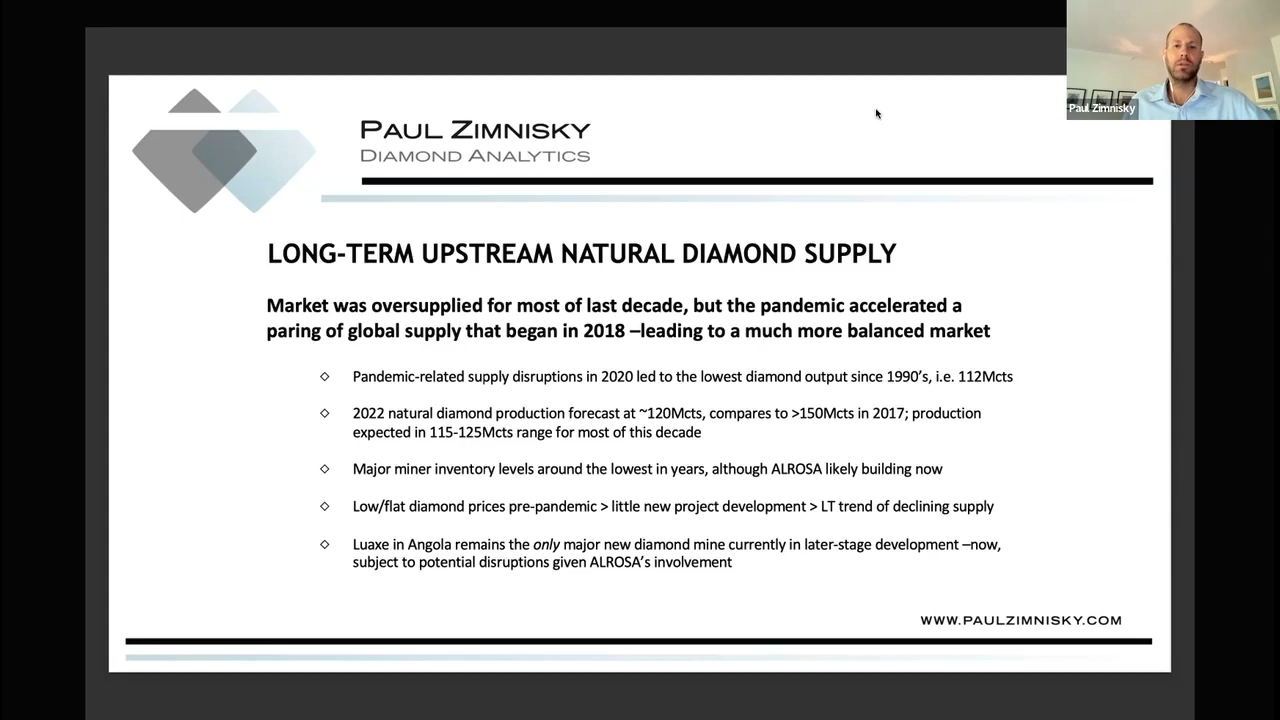 Paul Zimnisky
PAUL ZIMNISKY
DIAMOND ANALYTICS
LONG-TERM UPSTREAM NATURAL DIAMOND SUPPLY
Market was oversupplied for most of last decade, but the pandemic accelerated a
paring of global supply that began in 2018 –leading to a much more balanced market
◇ Pandemic-related supply disruptions in 2020 led to the lowest diamond output since 1990's, i.e. 112Mcts
◇ 2022 natural diamond production forecast at ~120Mcts, compares to >150Mcts in 2017; production
expected in 115-125Mcts range for most of this decade
◇ Major miner inventory levels around the lowest in years, although ALROSA likely building now
◇ Low/flat diamond prices pre-pandemic > little new project development > LT trend of declining supply
◇ Luaxe in Angola remains the only major new diamond mine currently in later-stage development –now,
subject to potential disruptions given ALROSA's involvement
WWW.PAULZIMNISKY.COM